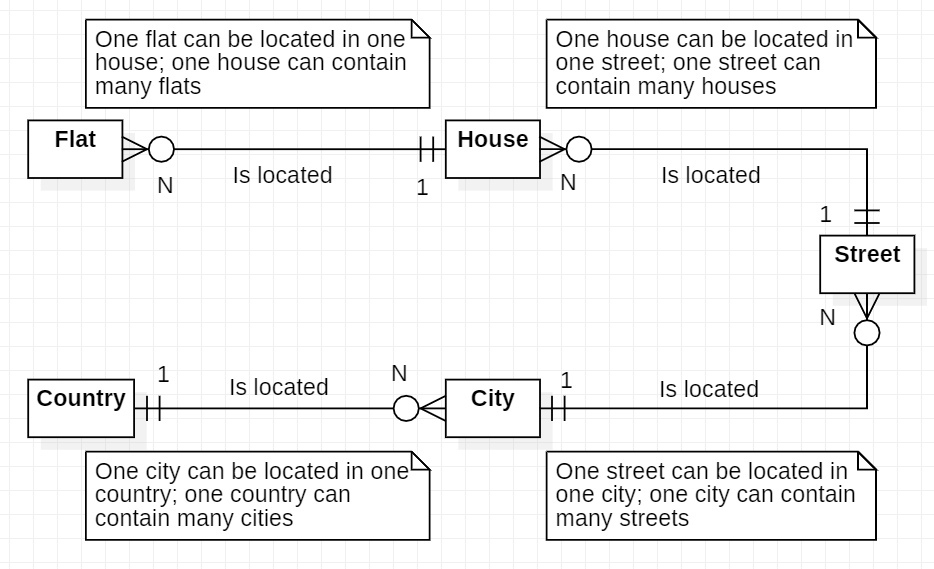 One flat can be located in one
house; one house can contain
many flats
One house can be located in
one street; one street can
contain many houses
Flat
House
N
Is located
1
N
Is located
1
Street
N
Country
1
Is located
N
City
1
Is located
One city can be located in one
country; one country can
contain many cities
One street can be located in
one city; one city can contain
many streets